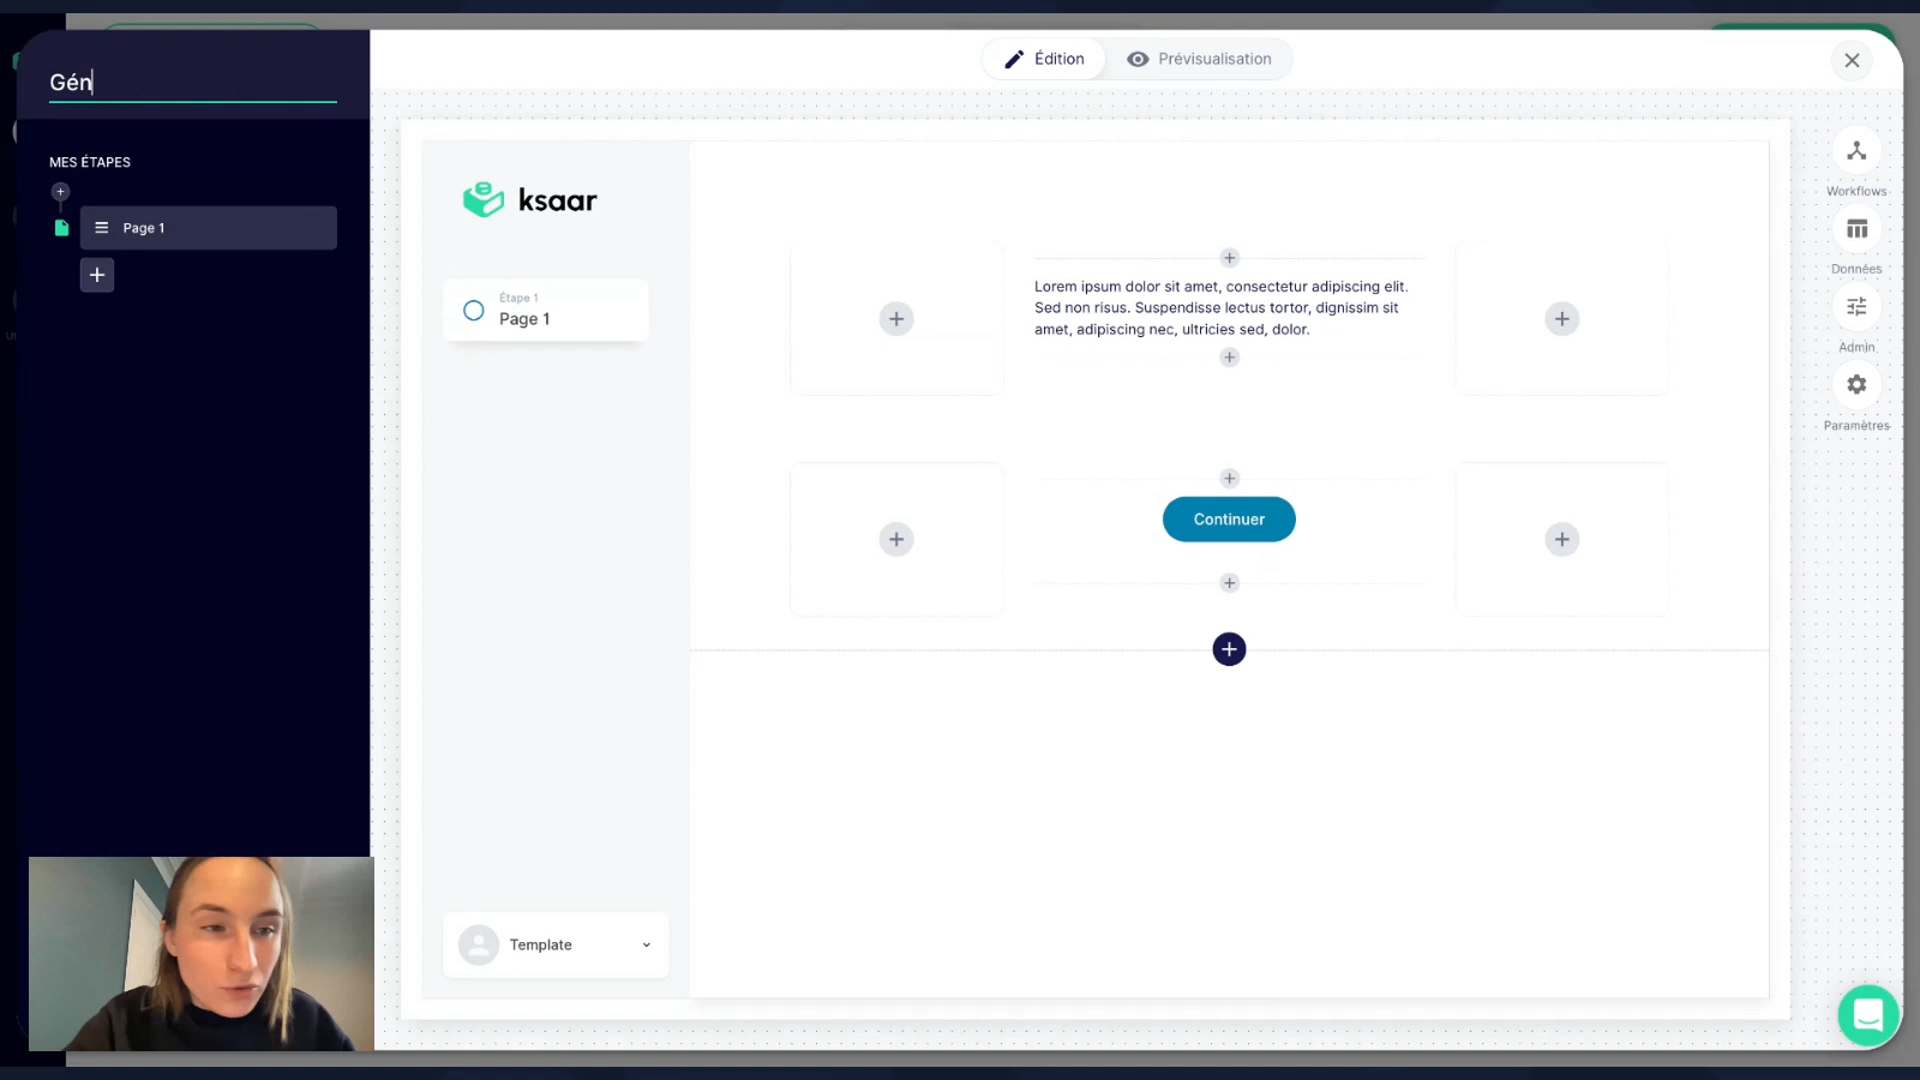 Gén
MES ÉTAPES
Page 1
Édition
Prévisualisation
ksaar
Étape 1
Page 1
Lorem ipsum dolor sit amet, consectetur adipiscing elit.
Sed non risus. Suspendisse lectus tortor, dignissim sit
amet, adipiscing nec, ultricies sed, dolor.
Continuer
Template
Workflows
Données
Admin
Paramètres